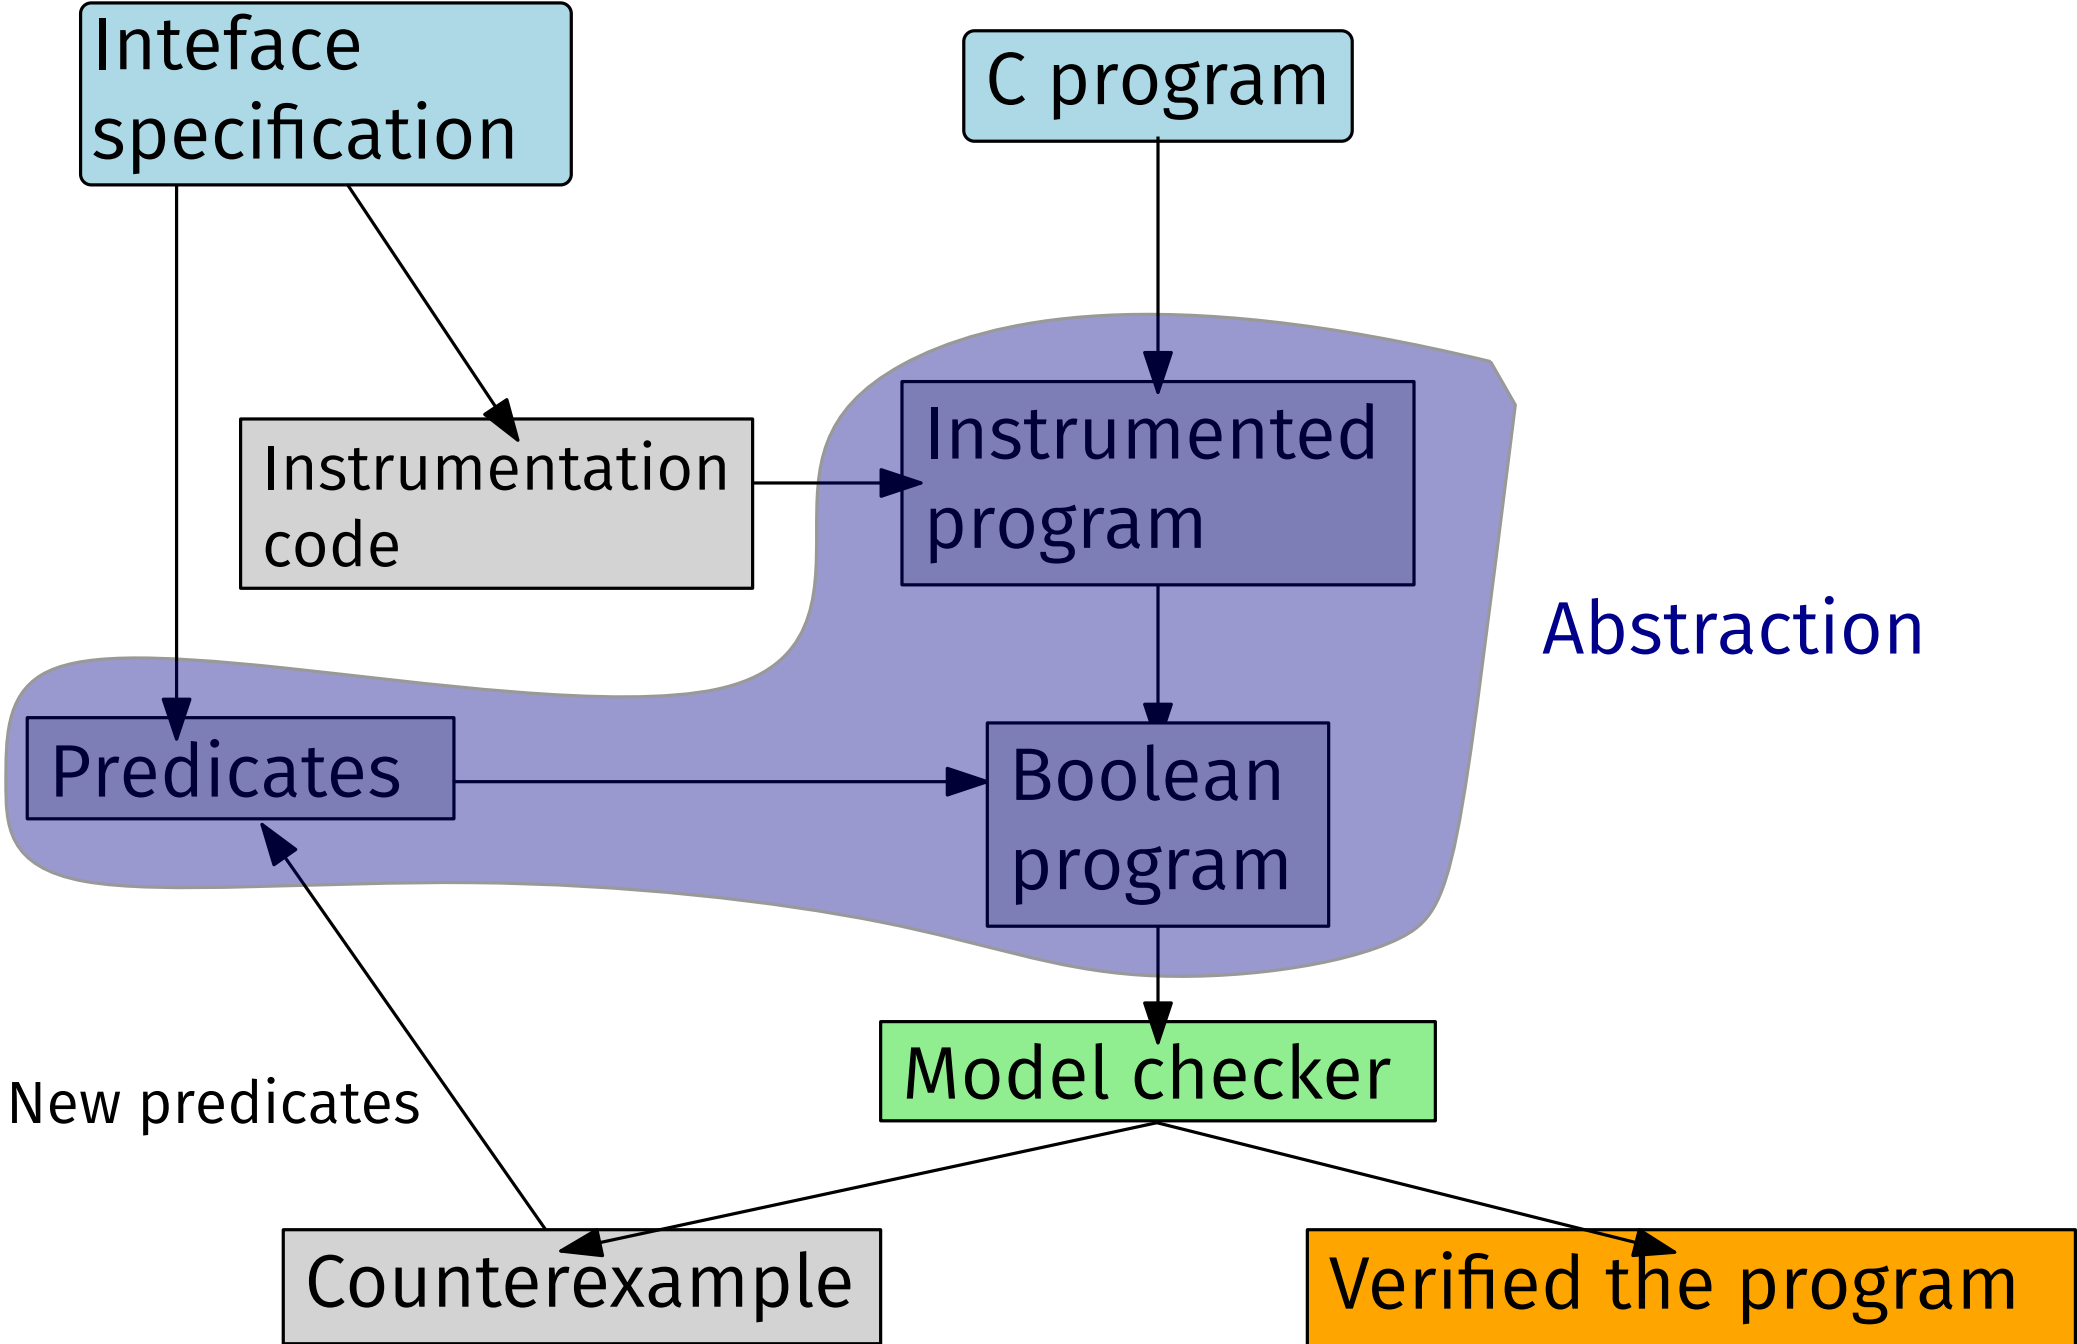 Inteface
specification
C program
Instrumentation
code
Instrumented
program
Abstraction
Predicates
Boolean
program
New predicates
Model checker
Counterexample
Verified the program